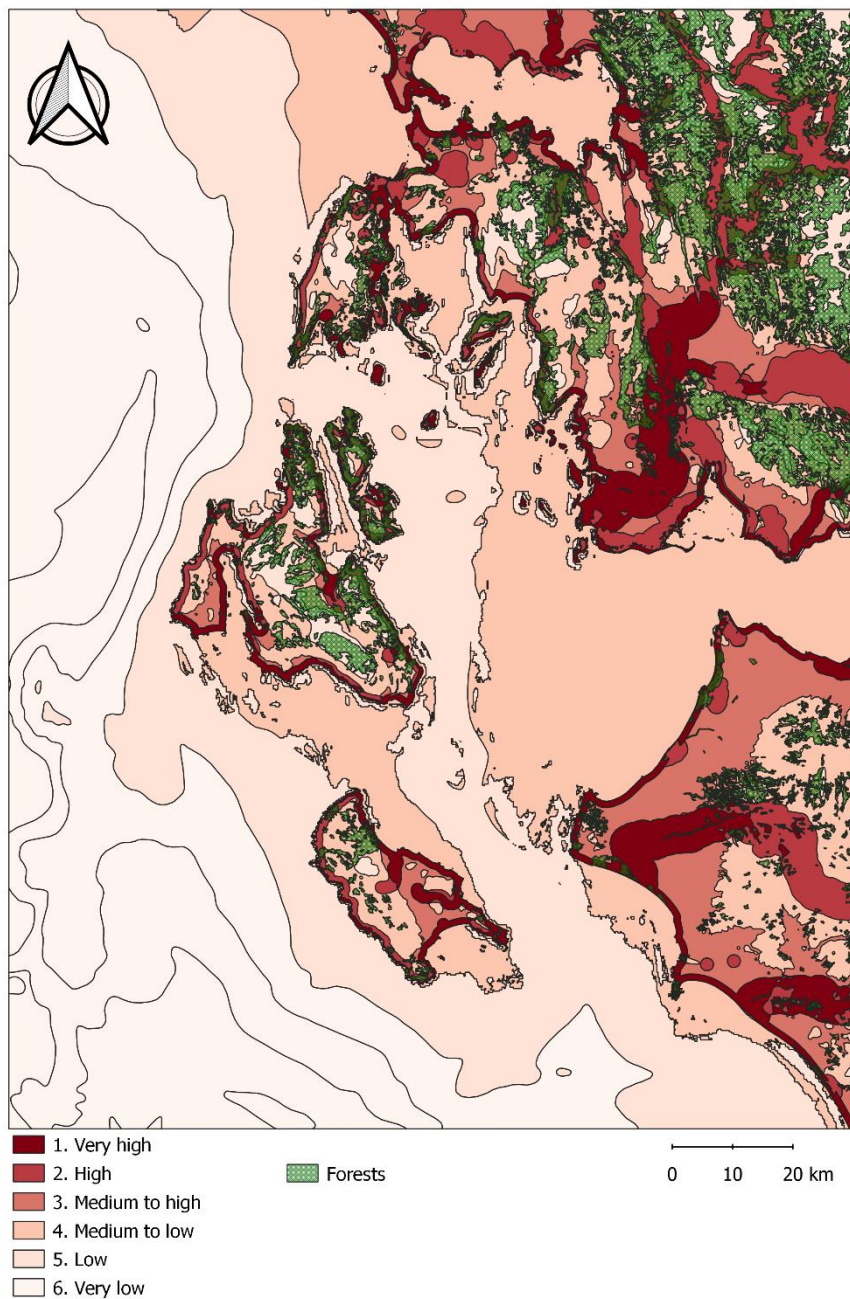 1. Very high
2. High
3. Medium to high
4. Medium to low
5. Low
6. Very low
Forests
0 10 20 km